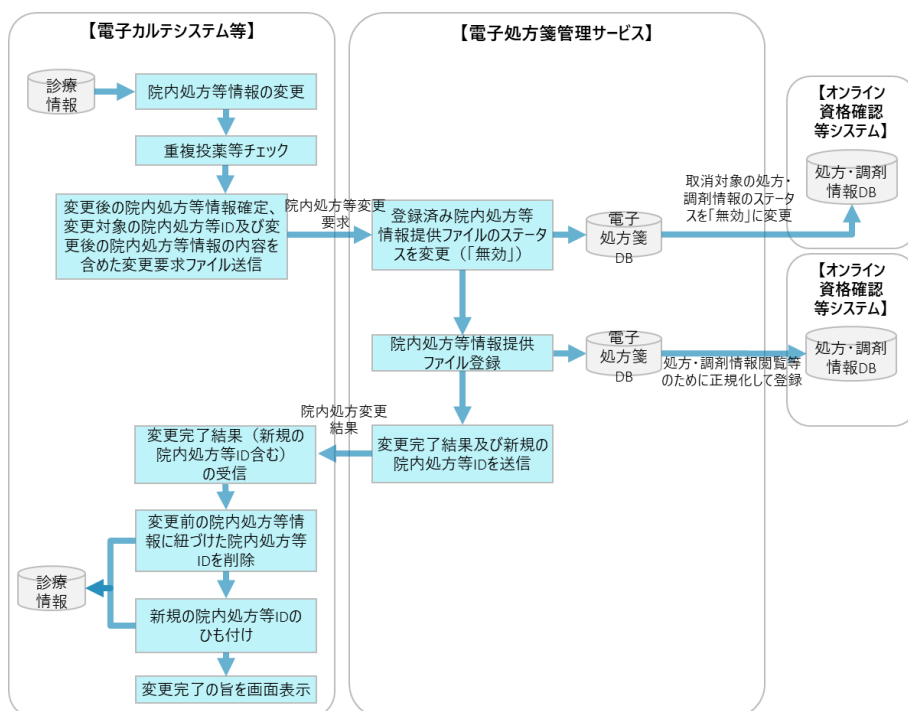 【電子カルテシステム等】
【電子処方箋管理サービス】
診療
情報
院内処方等情報の変更
重複投薬等チェック
変更後の院内処方等情報確定、
変更対象の院内処方等ID及び変
更後の院内処方等情報の内容を
含めた変更要求ファイル送信
院内処方等変更
要求
登録済み院内処方等
情報提供ファイルのステータ
スを変更（「無効」）
電子
処方箋
DB
取消対象の処方・
調剤情報のステータ
スを「無効」に変更
【オンライン
資格確認
等システム】
処方・調剤
情報DB
院内処方等情報提供
ファイル登録
電子
処方箋
DB
処方・調剤情報閲覧等
のために正規化して登録
【オンライン
資格確認
等システム】
処方・調剤
情報DB
変更完了結果及び新規の
院内処方等IDを送信
院内処方変更
結果
変更完了結果（新規の
院内処方等ID含む）
の受信
変更前の院内処方等情
報に紐づけた院内処方等
IDを削除
診療
情報
新規の院内処方等IDの
ひも付け
変更完了の旨を画面表示